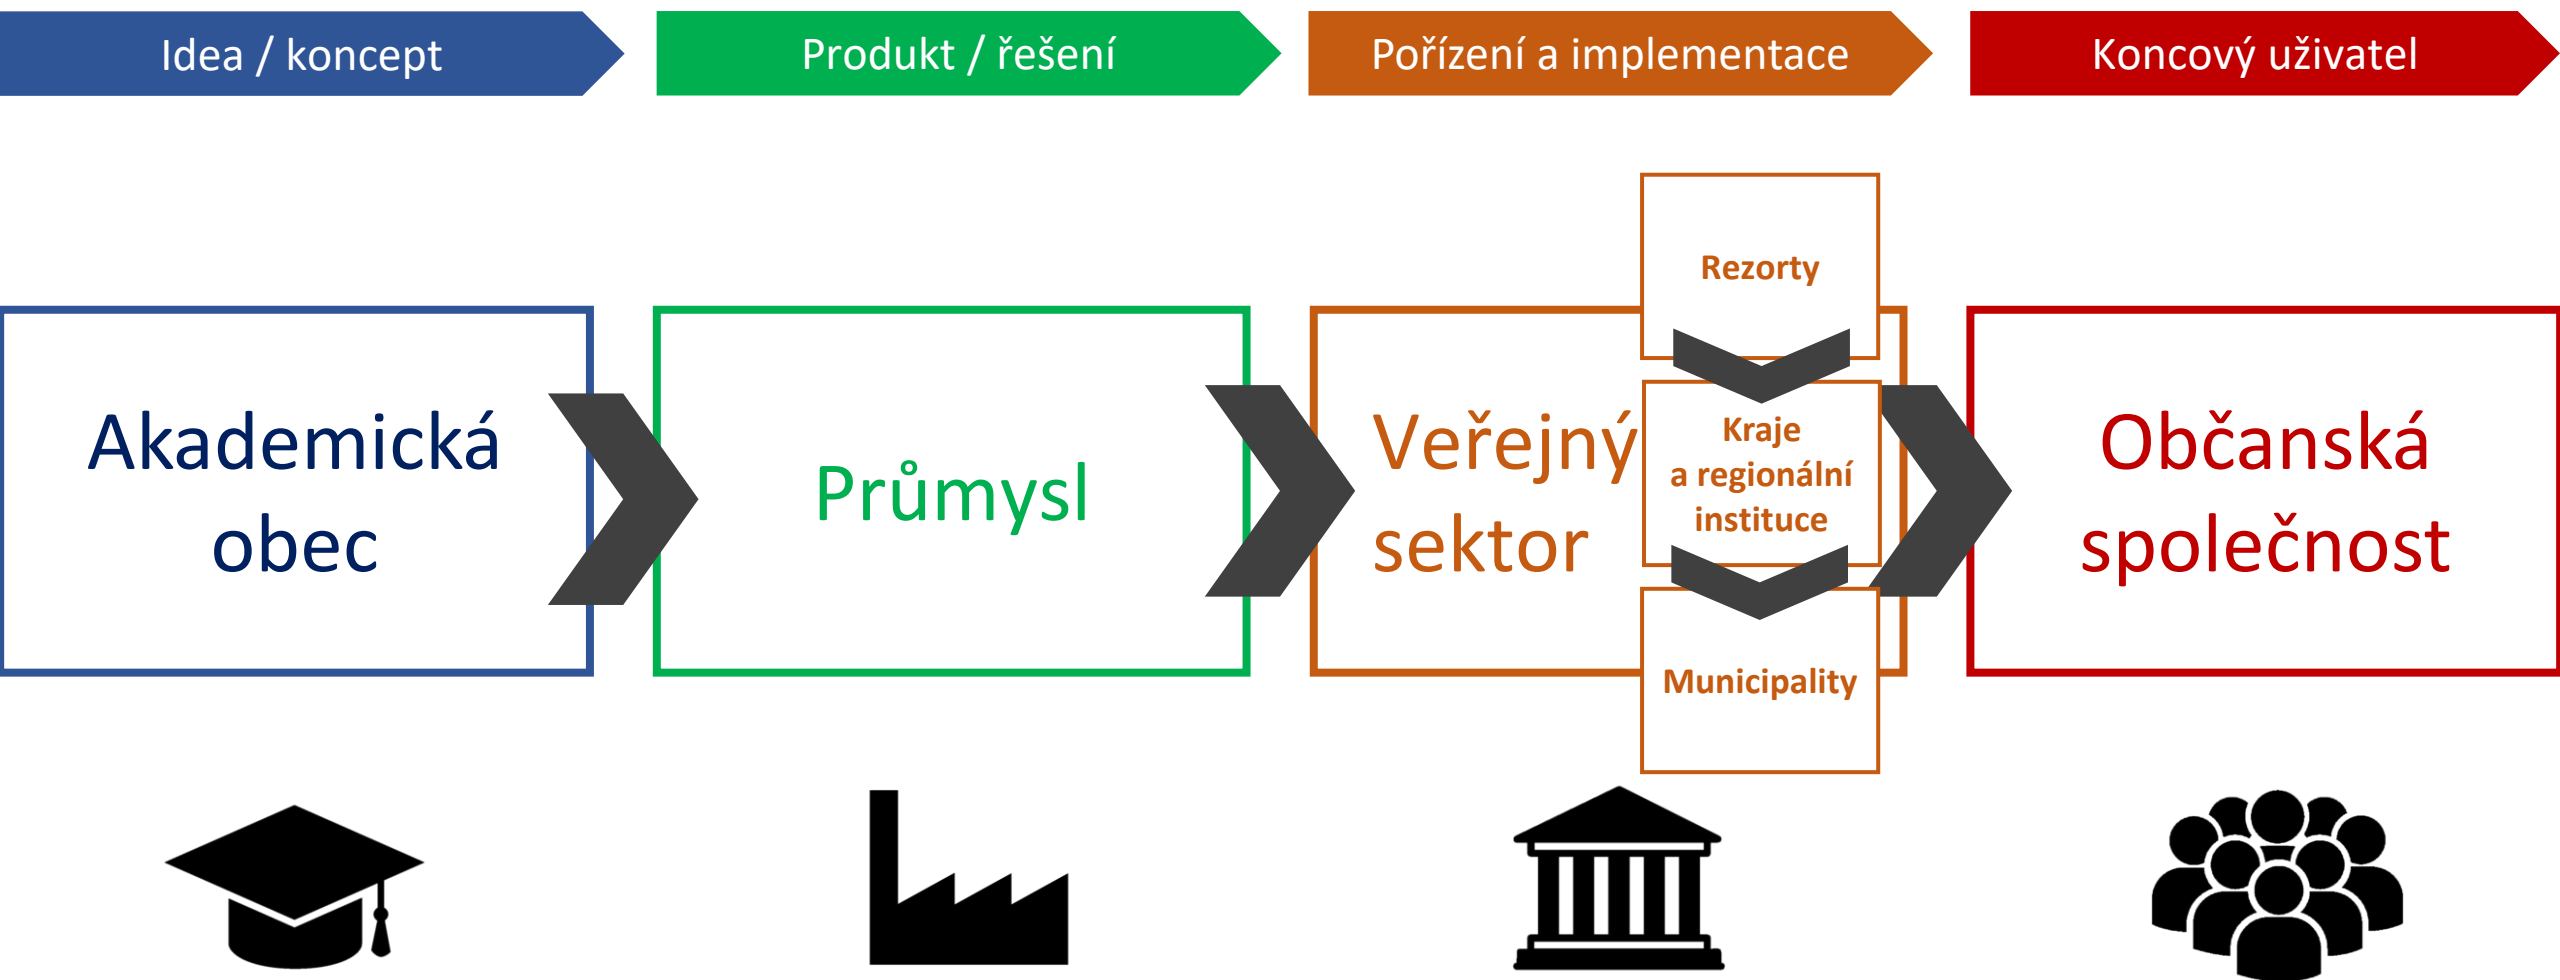 Idea / koncept
Produkt / řešení
Pořízení a implementace
Koncový uživatel
Akademická
obec
Průmysl
Veřejný
sektor
Rezorty
Kraje
a regionální
instituce
Municipality
Občanská
společnost